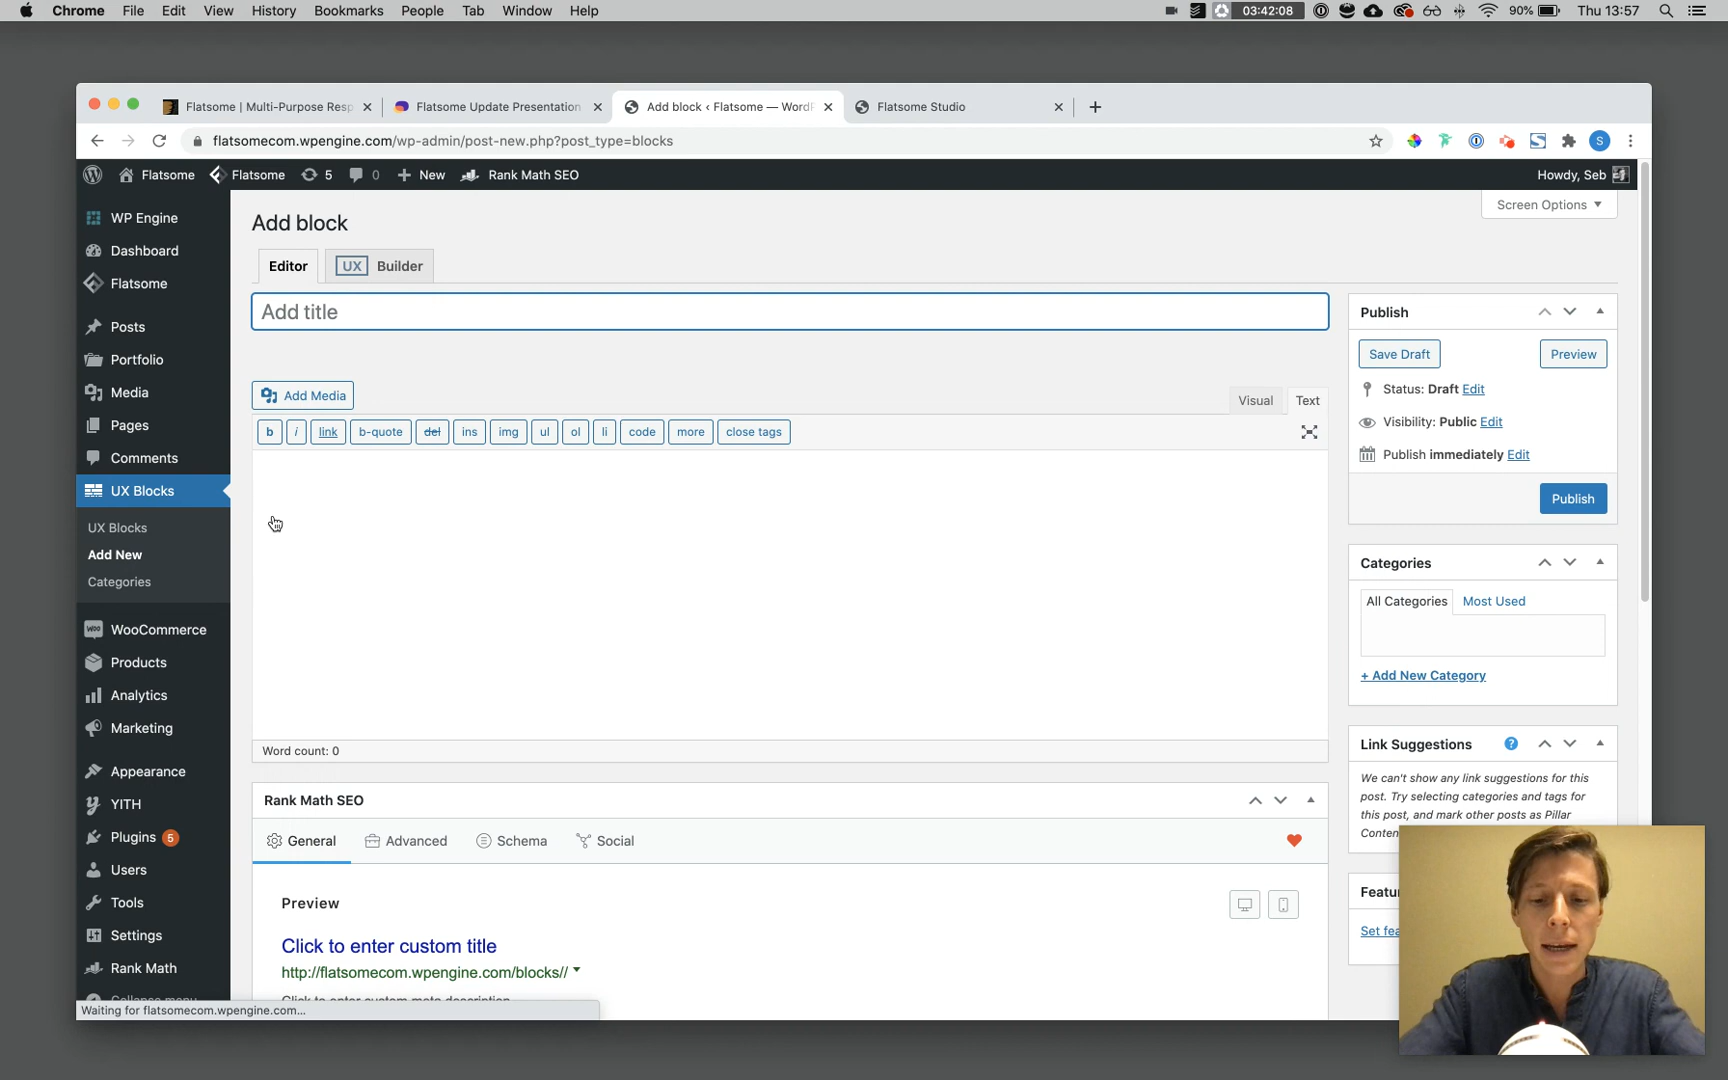 Chrome File Edit View History Bookmarks People Tab Window Help
03:42:08 90% Thu 13:57
Flatsome | Multi-Purpose Resp
Flatsome Update Presentation
Add block ‹ Flatsome — WordP
Flatsome Studio
flatsomecom.wpengine.com/wp-admin/post-new.php?post_type=blocks
S
Flatsome Flatsome 5 0 New Rank Math SEO
Howdy, Seb
Screen Options
WP Engine
Dashboard
Flatsome
Posts
Portfolio
Media
Pages
Comments
UX Blocks
UX Blocks
Add New
Categories
WooCommerce
Products
Analytics
Marketing
Appearance
YITH
Plugins 5
Users
Tools
Settings
Rank Math
Collapse menu
Add block
Editor
UX Builder
Add title
Add Media
Visual Text
b i link b-quote del ins img ul ol li code more close tags
Word count: 0
Rank Math SEO
General Advanced Schema Social
Preview
Click to enter custom title
http://flatsomecom.wpengine.com/blocks//
Click to enter custom meta description
Publish
Save Draft Preview
Status: Draft Edit
Visibility: Public Edit
Publish immediately Edit
Publish
Categories
All Categories Most Used
+ Add New Category
Link Suggestions ?
We can't show any link suggestions for this
post. Try selecting categories and tags for
this post, and mark other posts as Pillar
Conten
Featu
Set fea
Waiting for flatsomecom.wpengine.com...